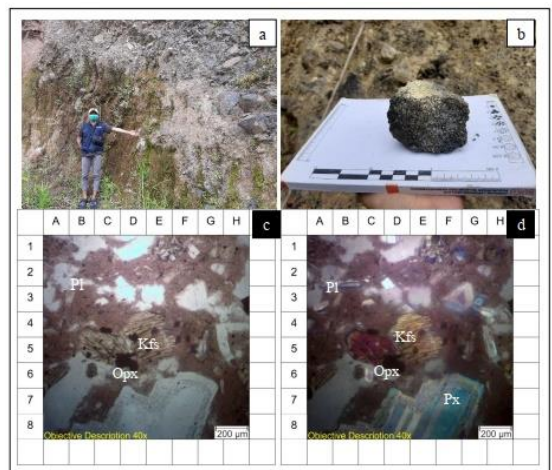 a
b
A B C D E F G H
c
A B C D E F G H
d
1
2
3
4
5
6
7
8
Pl
Kfs
Opx
Objective Description 40x
200 µm
1
2
3
4
5
6
7
8
Pl
Kfs
Opx
Px
Objective Description 40x
200 µm